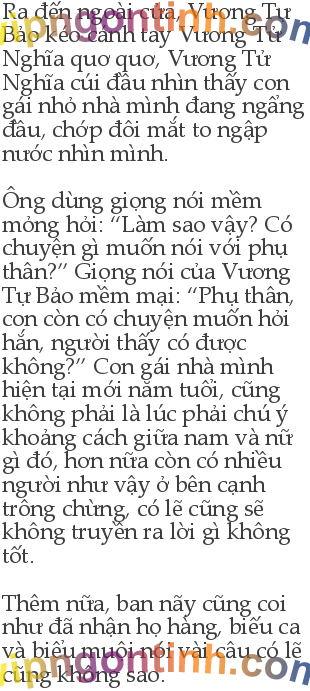 Ra đến ngoài cửa, Vương Tự
Bảo kéo cánh tay Vương Tử
Nghĩa quơ quơ, Vương Tử
Nghĩa cúi đầu nhìn thấy con
gái nhỏ nhà mình đang ngẩng
đầu, chớp đôi mắt to ngập
nước nhìn mình.
Ông dùng giọng nói mềm
mỏng hỏi: “Làm sao vậy? Có
chuyện gì muốn nói với phụ
thân?” Giọng nói của Vương
Tự Bảo mềm mại: “Phụ thân,
con còn có chuyện muốn hỏi
hắn, người thấy có được
không?” Con gái nhà mình
hiện tại mới năm tuổi, cũng
không phải là lúc phải chú ý
khoảng cách giữa nam và nữ
gì đó, hơn nữa còn có nhiều
người như vậy ở bên cạnh
trông chừng, có lẽ cũng sẽ
không truyền ra lời gì không
tốt.
Thêm nữa, ban nãy cũng coi
như đã nhận họ hàng, biếu ca
và biểu muội nói vài câu có lẽ
cũng không sao.
vipngontinh.com
vipngontinh.com